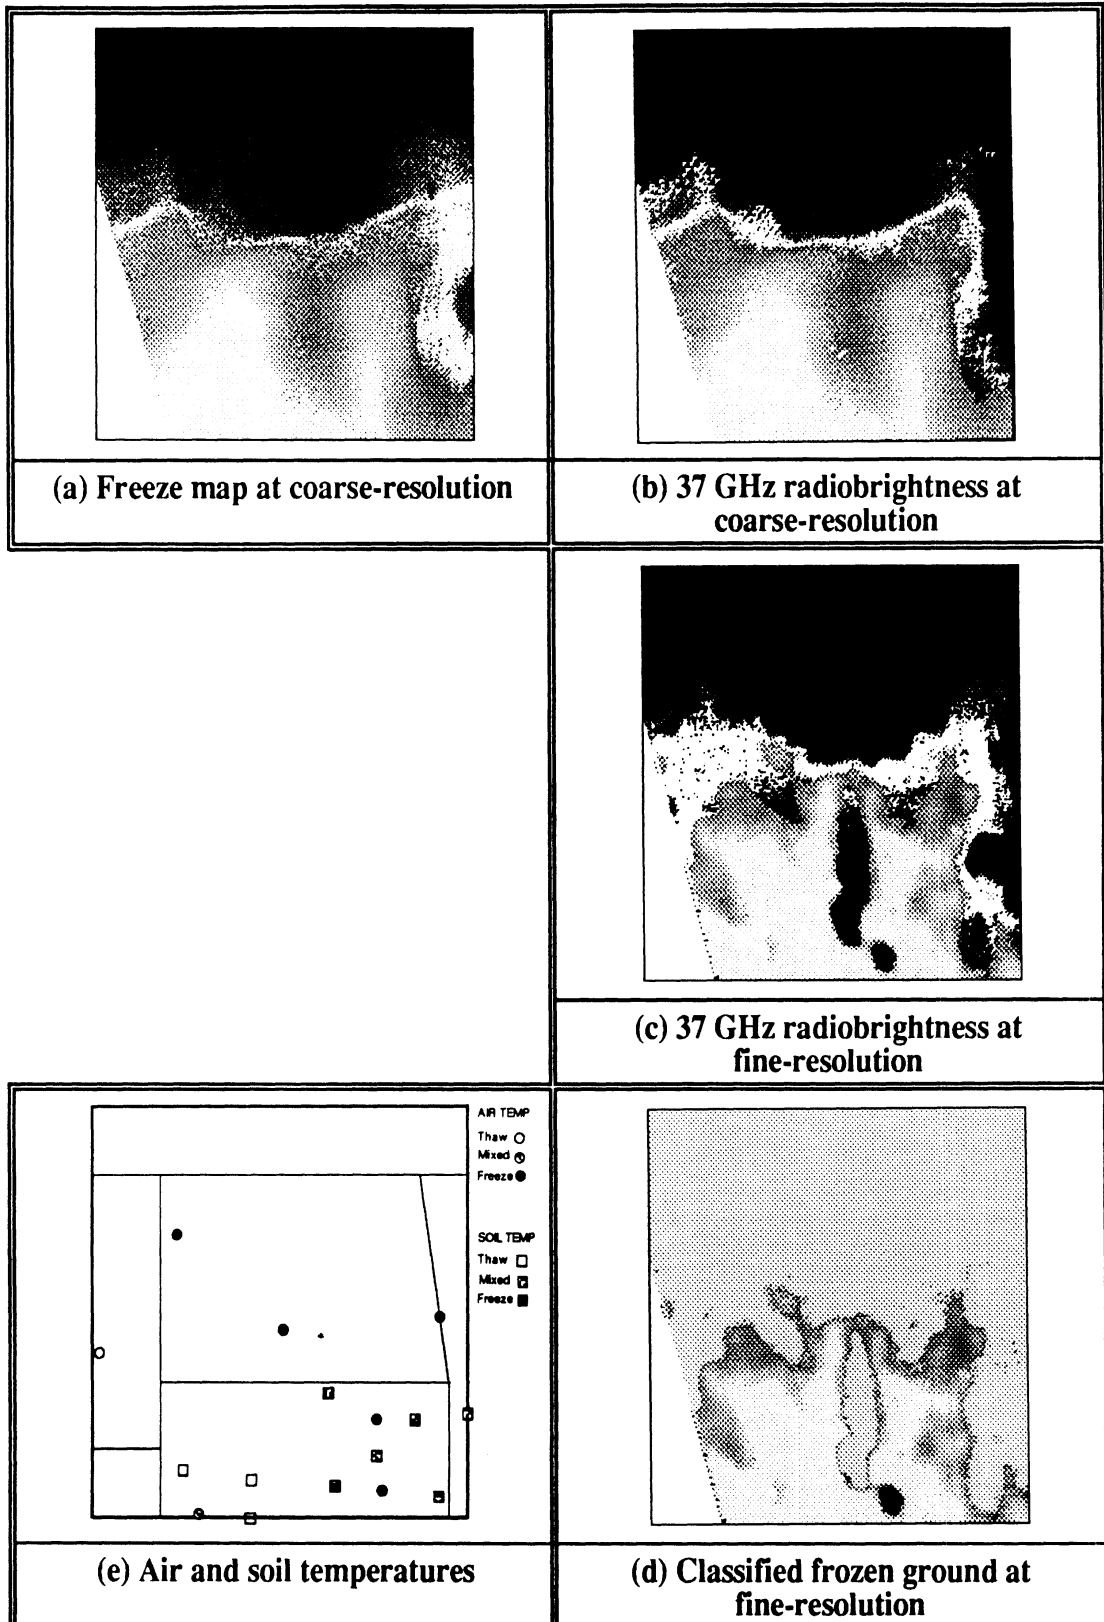 (a) Freeze map at coarse-resolution
(b) 37 GHz radiobrightness at
coarse-resolution
(c) 37 GHz radiobrightness at
fine-resolution
AIR TEMP
Thaw
Mixed
Freeze
SOIL TEMP
Thaw
Mixed
Freeze
(e) Air and soil temperatures
(d) Classified frozen ground at
fine-resolution